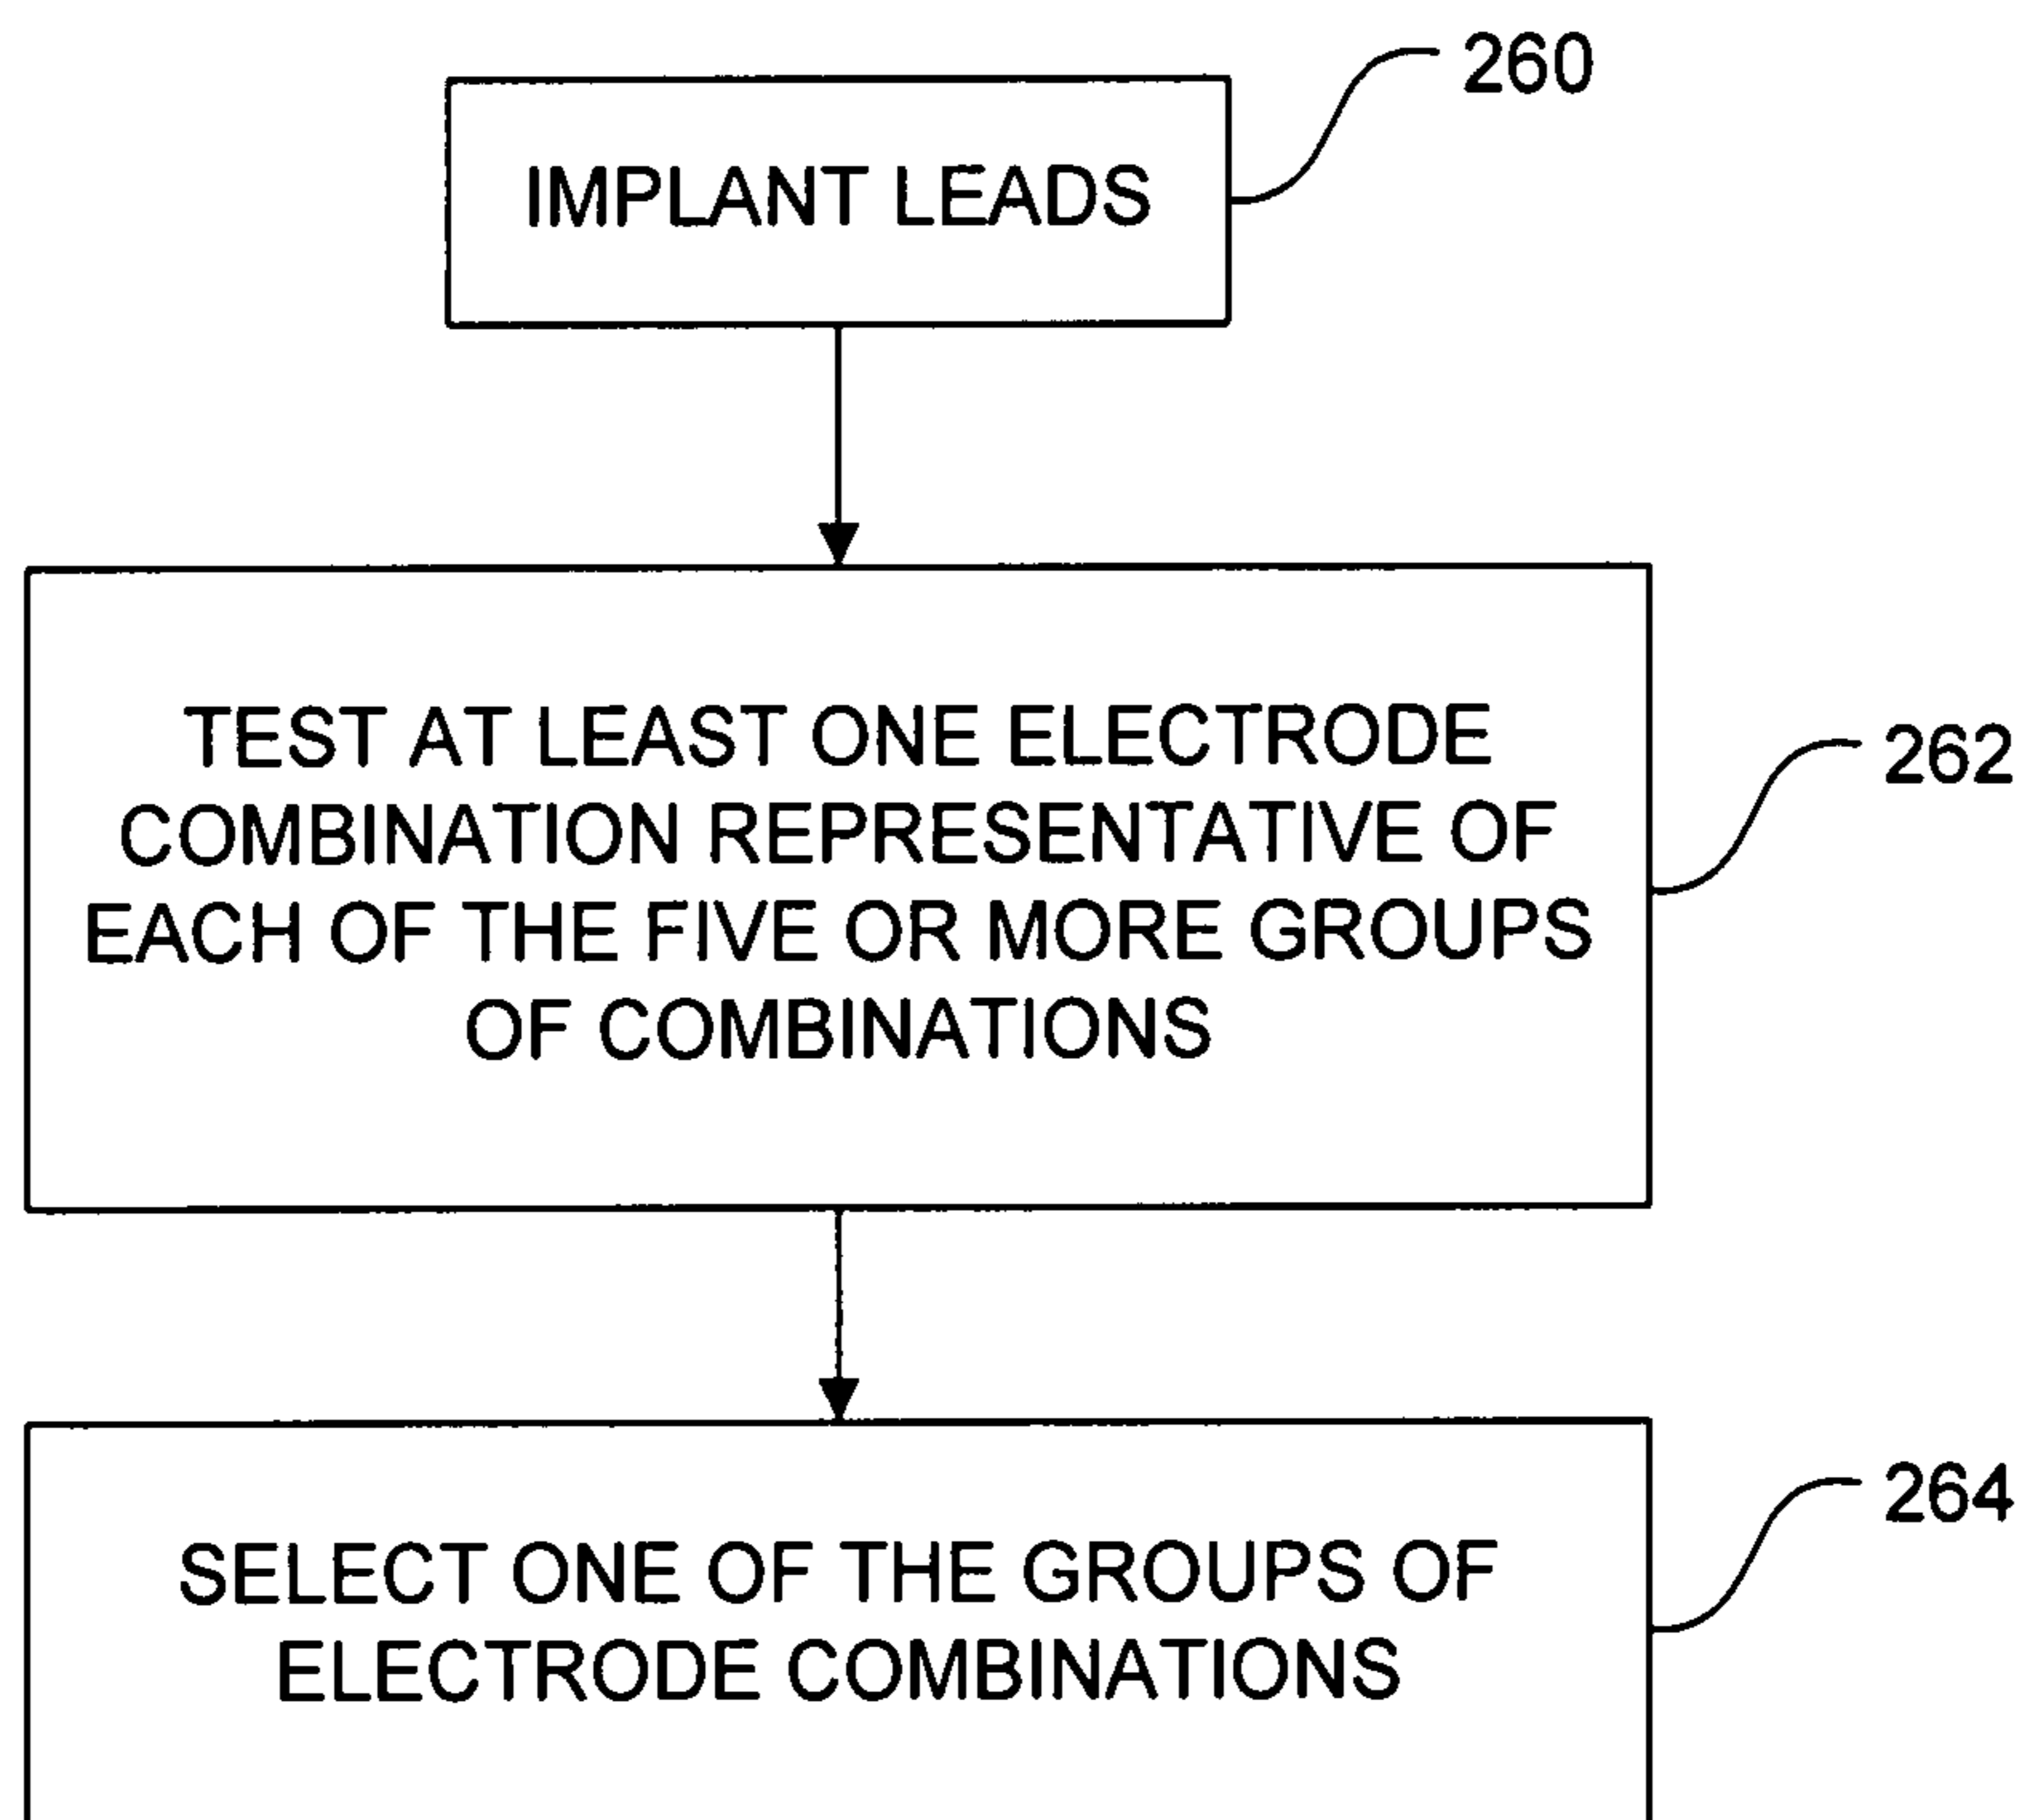 260
IMPLANT LEADS
TEST AT LEAST ONE ELECTRODE
262
COMBINATION REPRESENTATIVE OF
EACH OF THE FIVE OR MORE GROUPS
OF COMBINATIONS
264
SELECT ONE OF THE GROUPS OF
ELECTRODE COMBINATIONS